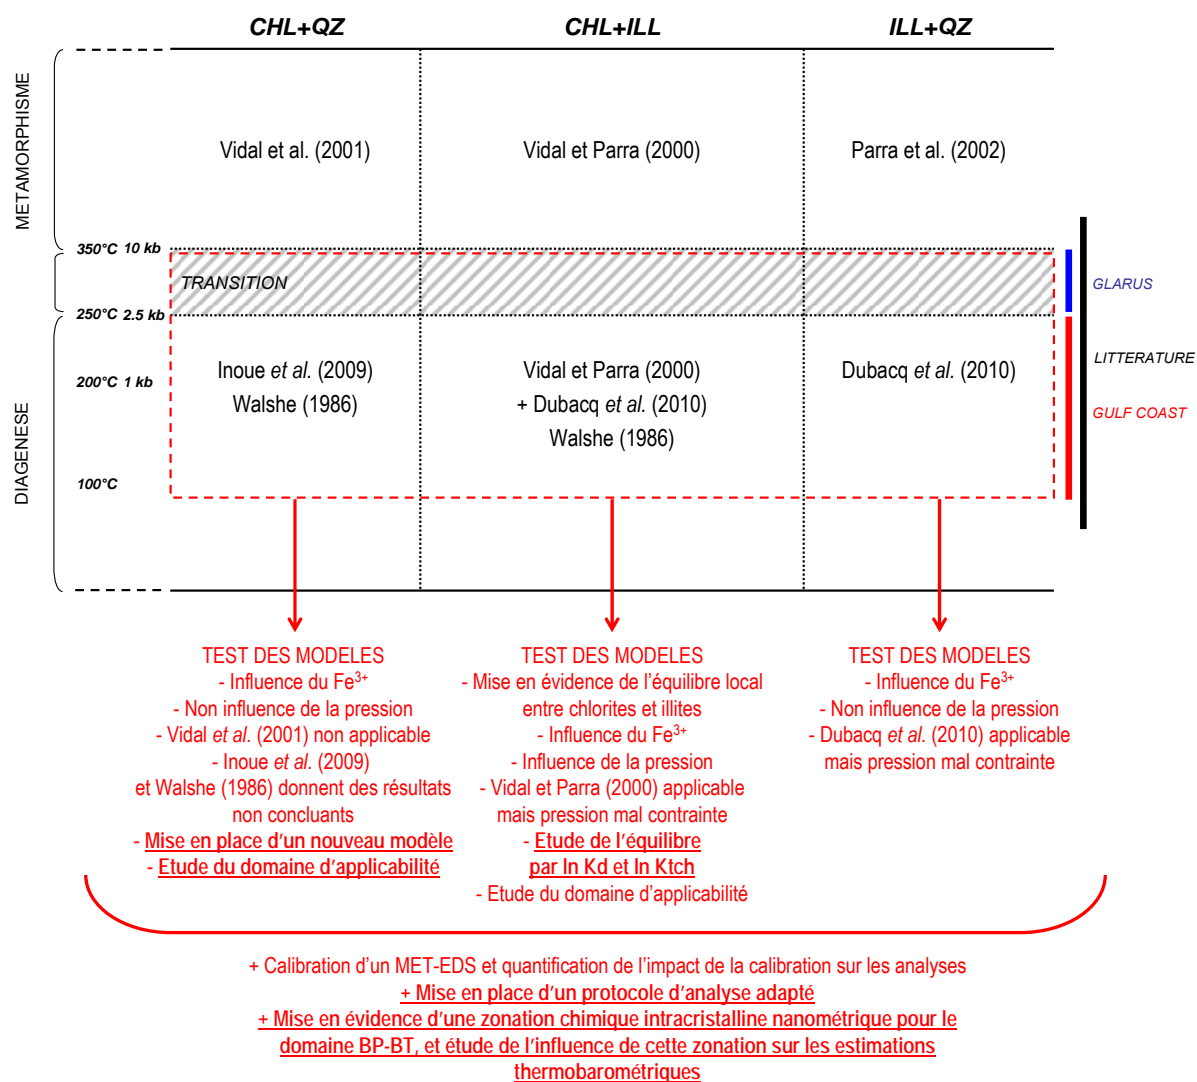 CHL+QZ CHL+ILL ILL+QZ
METAMORPHISME
Vidal et al. (2001) Vidal et Parra (2000) Parra et al. (2002)
350°C 10 kb
TRANSITION
GLARUS
250°C 2.5 kb
LITTERATURE
Inoue et al. (2009) Vidal et Parra (2000) Dubacq et al. (2010)
200°C 1 kb
Walshe (1986) + Dubacq et al. (2010)
GULF COAST
Walshe (1986)
DIAGENESE
100°C
TEST DES MODELES
- Influence du Fe3+
- Non influence de la pression
- Vidal et al. (2001) non applicable
- Inoue et al. (2009)
et Walshe (1986) donnent des résultats
non concluants
- Mise en place d'un nouveau modèle
- Etude du domaine d'applicabilité
TEST DES MODELES
- Mise en évidence de l'équilibre local
entre chlorites et illites
- Influence du Fe3+
- Influence de la pression
- Vidal et Parra (2000) applicable
mais pression mal contrainte
- Etude de l'équilibre
par ln Kd et ln Ktch
- Etude du domaine d'applicabilité
TEST DES MODELES
- Influence du Fe3+
- Non influence de la pression
- Dubacq et al. (2010) applicable
mais pression mal contrainte
+ Calibration d'un MET-EDS et quantification de l'impact de la calibration sur les analyses
+ Mise en place d'un protocole d'analyse adapté
+ Mise en évidence d'une zonation chimique intracristalline nanométrique pour le
domaine BP-BT, et étude de l'influence de cette zonation sur les estimations
thermobarométriques